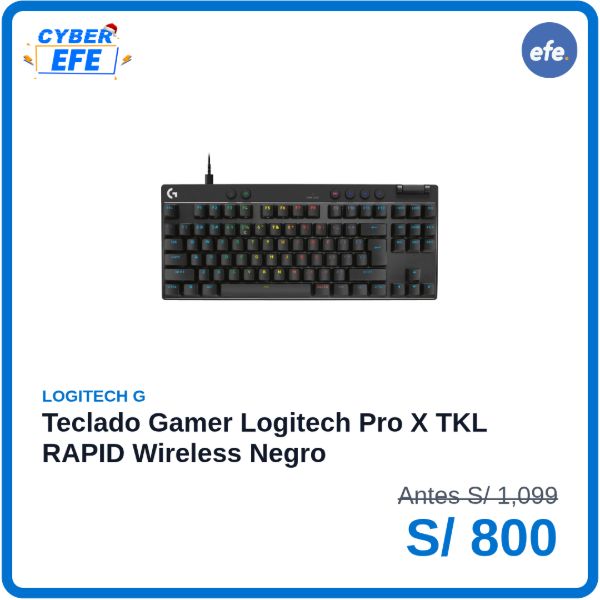 CYBER
EFE
efe.
LOGITECH G
Teclado Gamer Logitech Pro X TKL
RAPID Wireless Negro
Antes S/ 1,099
S/ 800